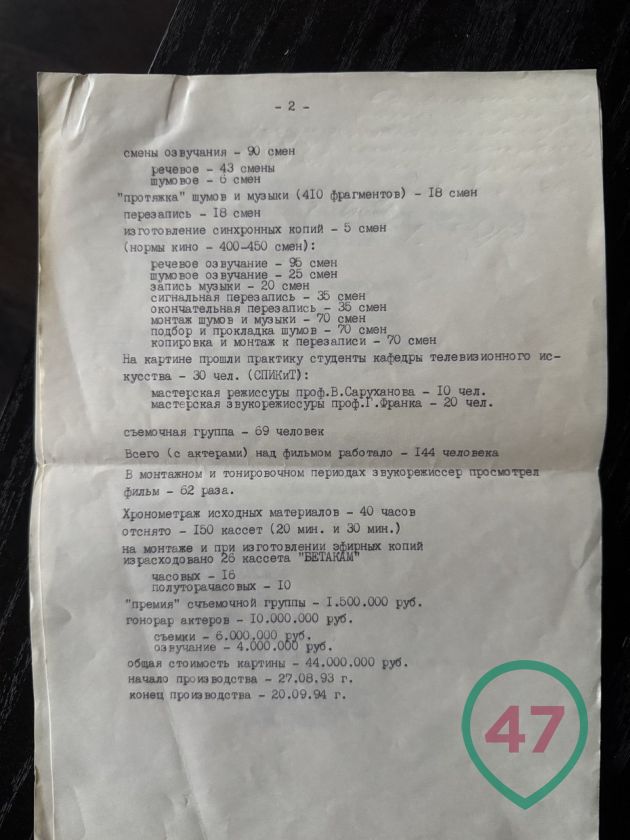 - 2 -
смены озвучания - 90 смен
речевое - 43 смены
шумовое - 6 смен
"протяжка" шумов и музыки (410 фрагментов) - 18 смен
перезапись - 18 смен
изготовление синхронных копий - 5 смен
(нормы кино - 400-450 смен):
речевое озвучание - 95 смен
шумовое озвучание - 25 смен
запись музыки - 20 смен
сигнальная перезапись - 35 смен
окончательная перезапись - 35 смен
монтаж шумов и музыки - 70 смен
подбор и прокладка шумов - 70 смен
копировка и монтаж к перезаписи - 70 смен
На картине прошли практику студенты кафедры телевизионного ис-
кусства - 30 чел. (СПИКиТ):
мастерская режиссуры проф.В.Саруханова - 10 чел.
мастерская звукорежиссуры проф.Г.Франка - 20 чел.
съемочная группа - 69 человек
Всего (с актерами) над фильмом работало - 144 человека
В монтажном и тонировочном периодах звукорежиссер просмотрел
фильм - 62 раза.
Хронометраж исходных материалов - 40 часов
отснято - 150 кассет (20 мин. и 30 мин.)
на монтаже и при изготовлении эфирных копий
израсходовано 26 кассета "БЕТАКАМ"
часовых - 16
полуторачасовых - 10
"премия" счъемочной группы - 1.500.000 руб.
гонорар актеров - 10.000.000 руб.
съемки - 6.000.000 руб.
озвучание - 4.000.000 руб.
общая стоимость картины - 44.000.000 руб.
начало производства - 27.08.93 г.
конец производства - 20.09.94 г.
47